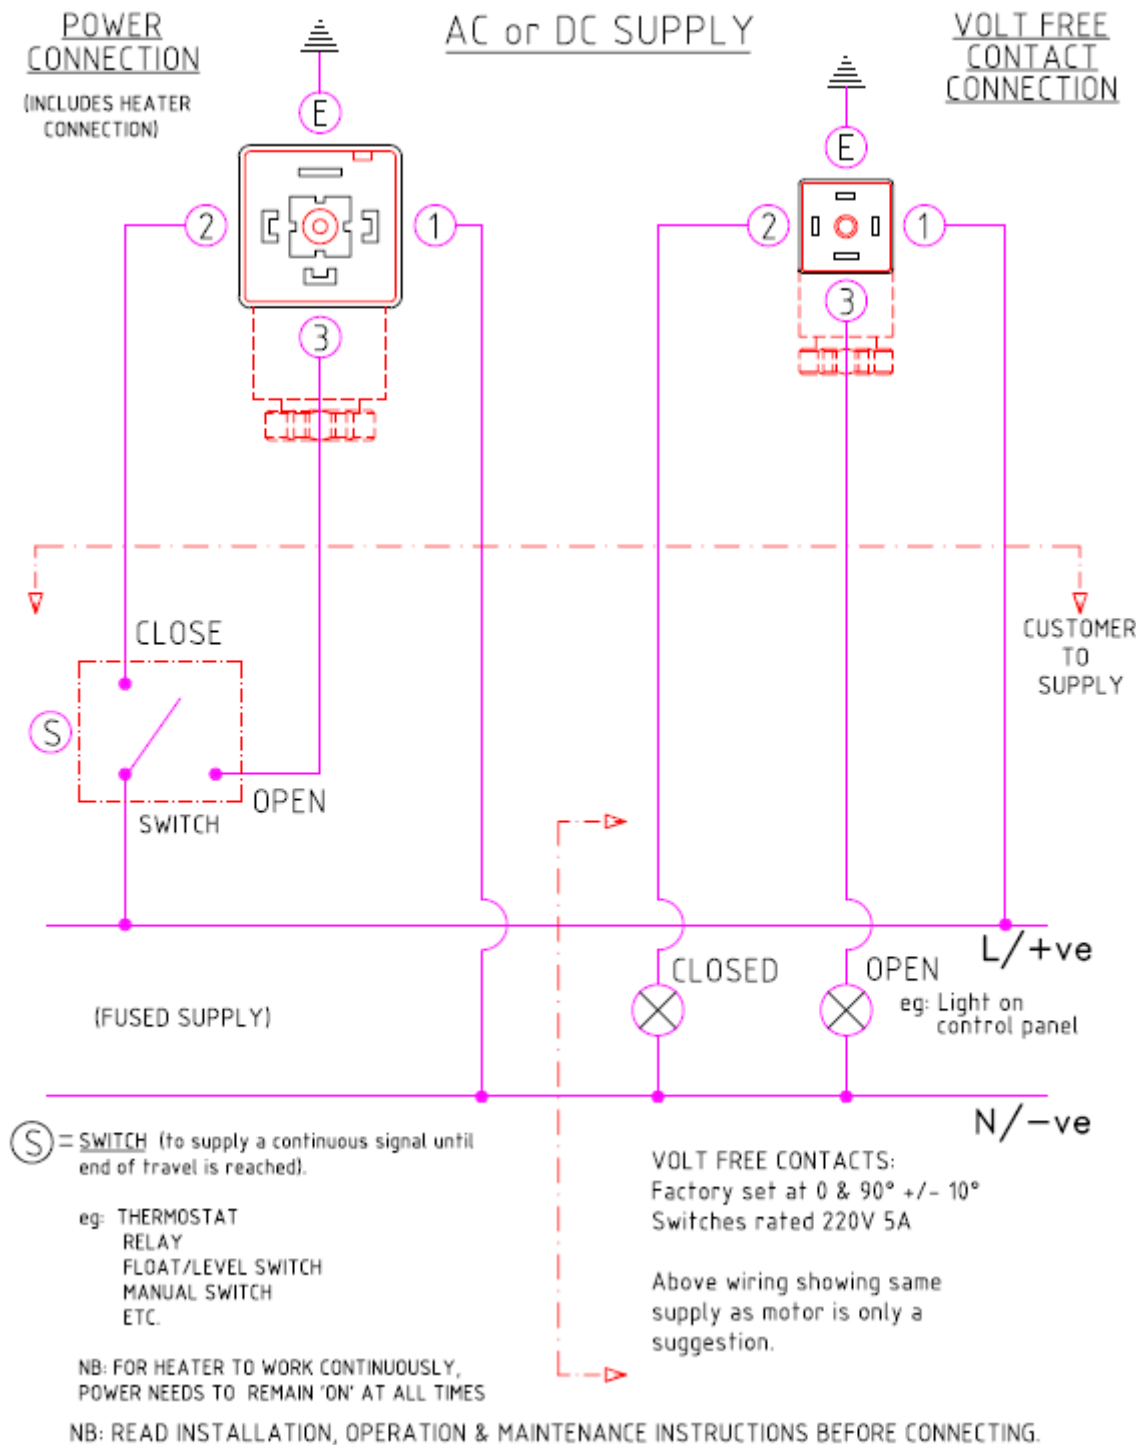 POWER
CONNECTION
(INCLUDES HEATER
CONNECTION)
AC or DC SUPPLY
VOLT FREE
CONTACT
CONNECTION
E
2
1
3
E
2
1
3
CUSTOMER
TO
SUPPLY
CLOSE
S
OPEN
SWITCH
L/+ve
CLOSED
OPEN
eg: Light on
control panel
(FUSED SUPPLY)
N/-ve
S = SWITCH (to supply a continuous signal until
end of travel is reached).
eg: THERMOSTAT
RELAY
FLOAT/LEVEL SWITCH
MANUAL SWITCH
ETC.
NB: FOR HEATER TO WORK CONTINUOUSLY,
POWER NEEDS TO REMAIN 'ON' AT ALL TIMES
VOLT FREE CONTACTS:
Factory set at 0 & 90° +/- 10°
Switches rated 220V 5A
Above wiring showing same
supply as motor is only a
suggestion.
NB: READ INSTALLATION, OPERATION & MAINTENANCE INSTRUCTIONS BEFORE CONNECTING.